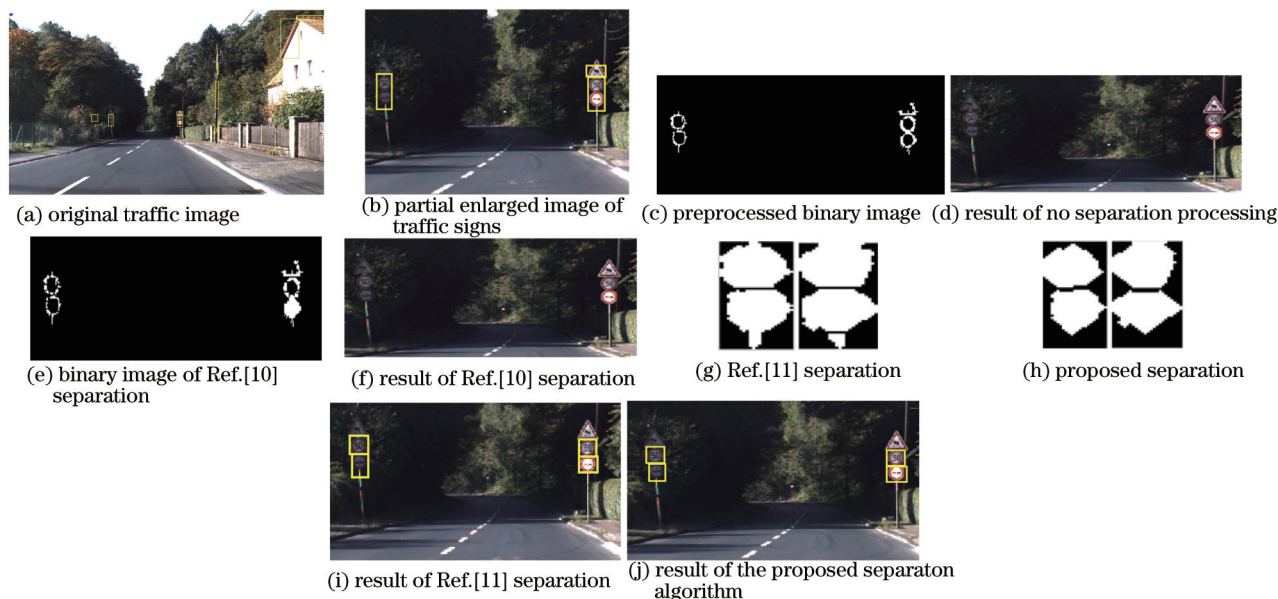 (a) original traffic image
(b) partial enlarged image of
traffic signs
(c) preprocessed binary image
(d) result of no separation processing
(e) binary image of Ref.[10]
separation
(f) result of Ref.[10] separation
(g) Ref.[11] separation
(h) proposed separation
(i) result of Ref.[11] separation
(j) result of the proposed separaton
algorithm